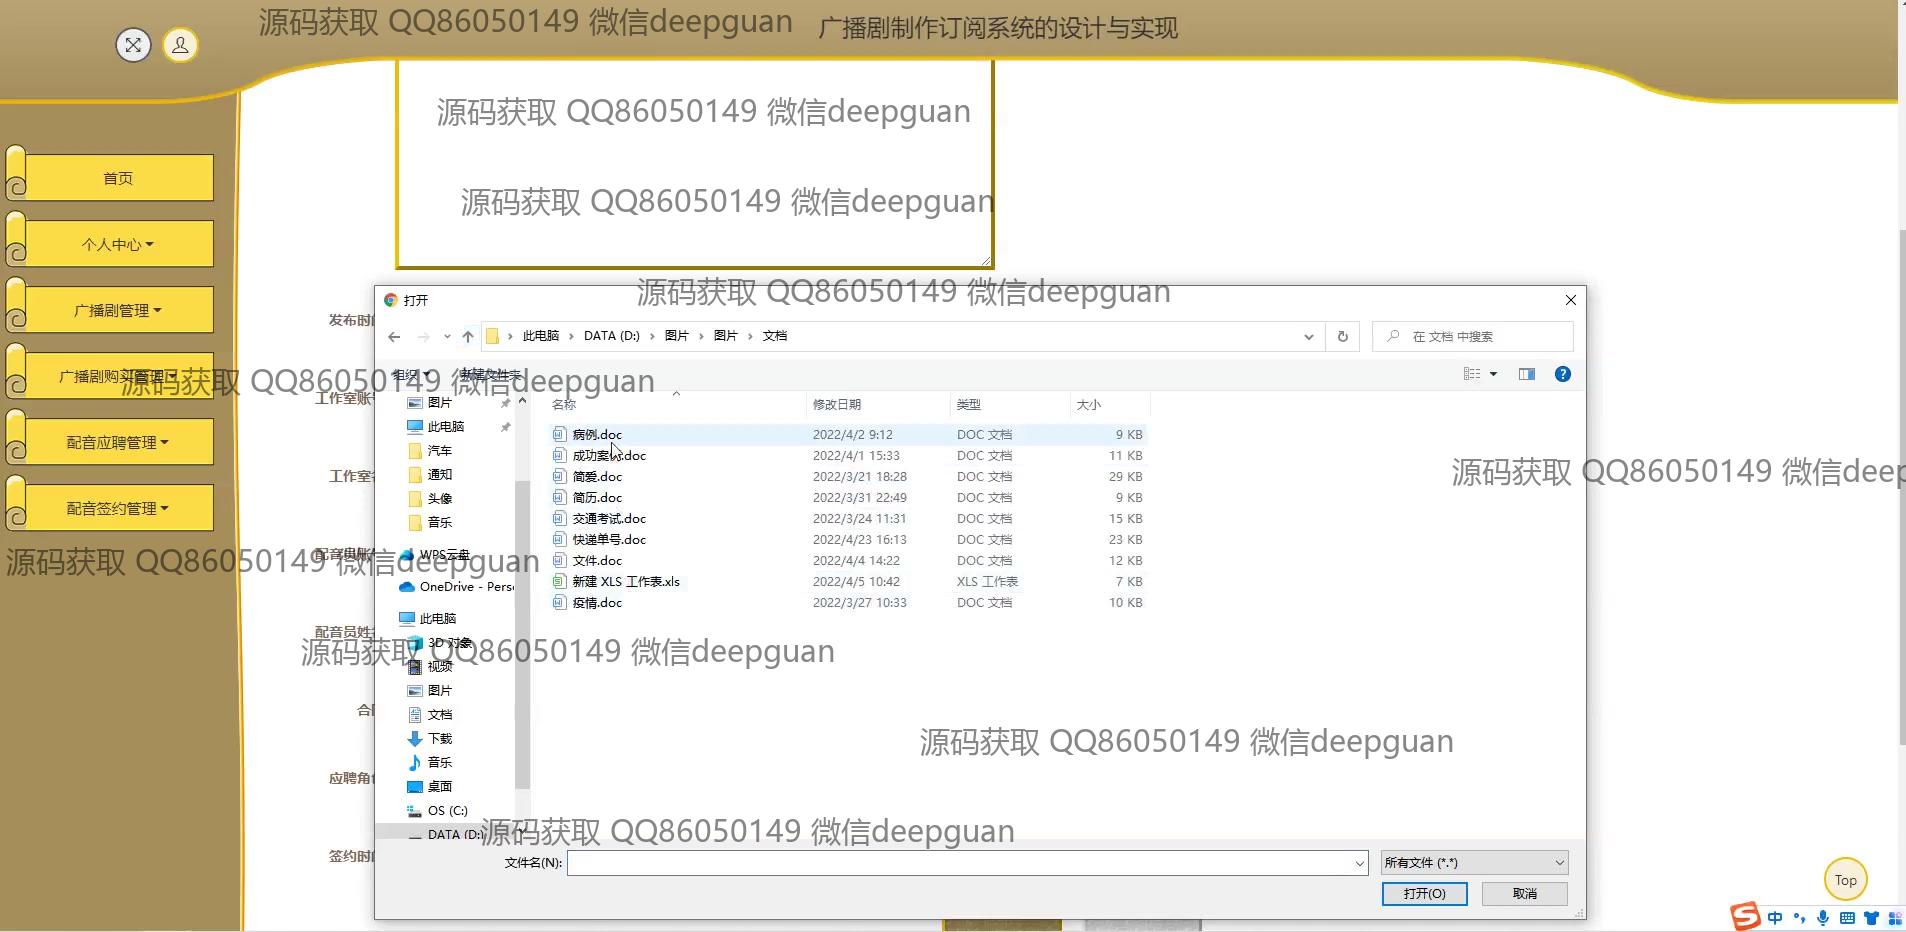 源码获取 QQ86050149 微信deepguan
广播剧制作订阅系统的设计与实现
源码获取 QQ86050149 微信deepguan
源码获取 QQ86050149 微信deepguan
首页
个人中心
广播剧管理
广播剧购买管理
配音应聘管理
配音签约管理
源码获取 QQ86050149 微信deepguan
打开
发布时间
此电脑 › DATA (D:) › 图片 › 图片 › 文档
在 文档 中搜索
组织 新建文件夹
源码获取 QQ86050149 微信deepguan
工作室账
工作室名
配音员姓名
合同
应聘角色
签约时间
图片
此电脑
汽车
通知
头像
音乐
WPS云盘
OneDrive - Perso
此电脑
3D 对象
视频
图片
文档
下载
音乐
桌面
OS (C:)
DATA (D:)
名称 修改日期 类型 大小
病例.doc 2022/4/2 9:12 DOC 文档 9 KB
成功案例.doc 2022/4/1 15:33 DOC 文档 11 KB
简爱.doc 2022/3/21 18:28 DOC 文档 29 KB
简历.doc 2022/3/31 22:49 DOC 文档 9 KB
交通考试.doc 2022/3/24 11:31 DOC 文档 15 KB
快递单号.doc 2022/4/23 16:13 DOC 文档 23 KB
文件.doc 2022/4/4 14:22 DOC 文档 12 KB
新建 XLS 工作表.xls 2022/4/5 10:42 XLS 工作表 7 KB
疫情.doc 2022/3/27 10:33 DOC 文档 10 KB
源码获取 QQ86050149 微信deep
源码获取 QQ86050149 微信deepguan
源码获取 QQ86050149 微信deepguan
源码获取 QQ86050149 微信deepguan
源码获取 QQ86050149 微信deepguan
文件名(N):
所有文件 (*.*)
打开(O) 取消
Top
中